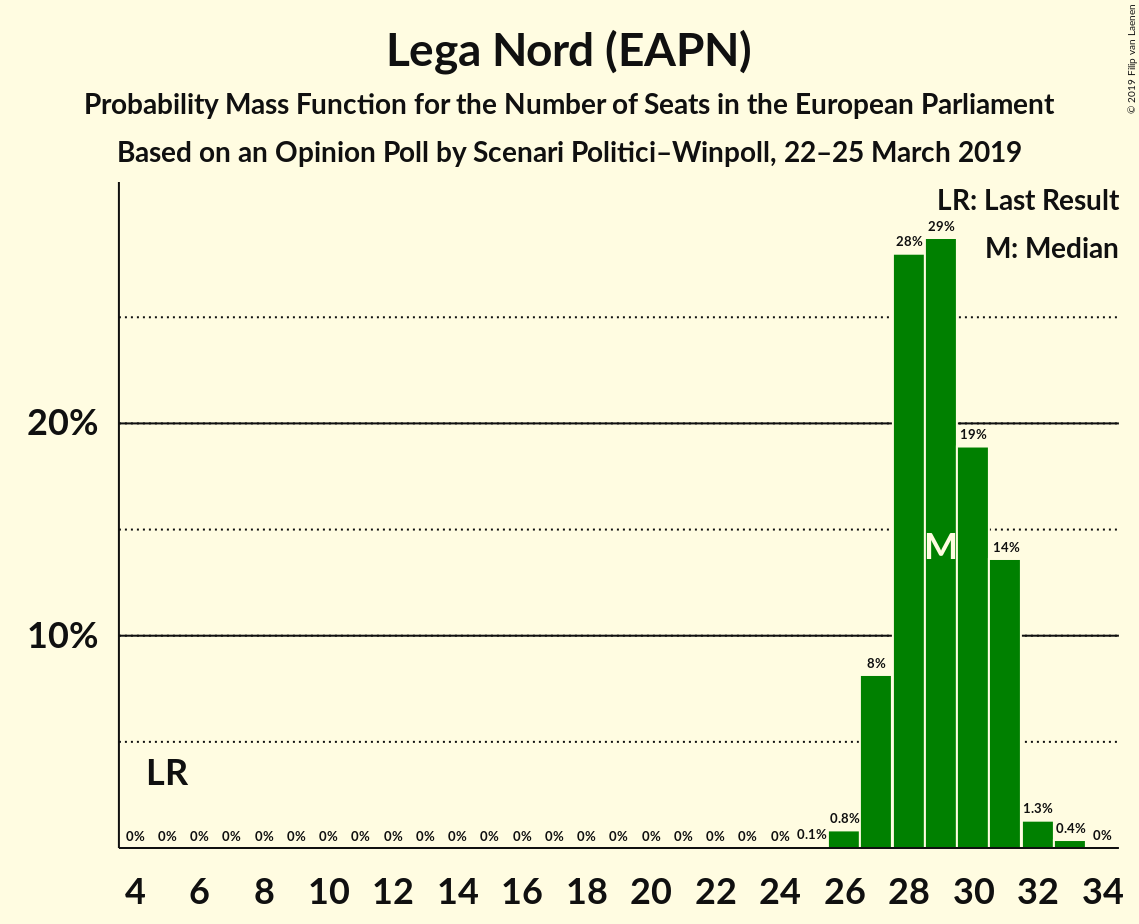 Lega Nord (EAPN)
Probability Mass Function for the Number of Seats in the European Parliament
Based on an Opinion Poll by Scenari Politici–Winpoll, 22–25 March 2019
© 2019 Filip van Laenen
LR: Last Result
M: Median
20%
10%
LR
M
0% 0% 0% 0% 0% 0% 0% 0% 0% 0% 0% 0% 0% 0% 0% 0% 0% 0% 0% 0% 0% 0.1% 0.8% 8% 28% 29% 19% 14% 1.3% 0.4% 0%
4 6 8 10 12 14 16 18 20 22 24 26 28 30 32 34